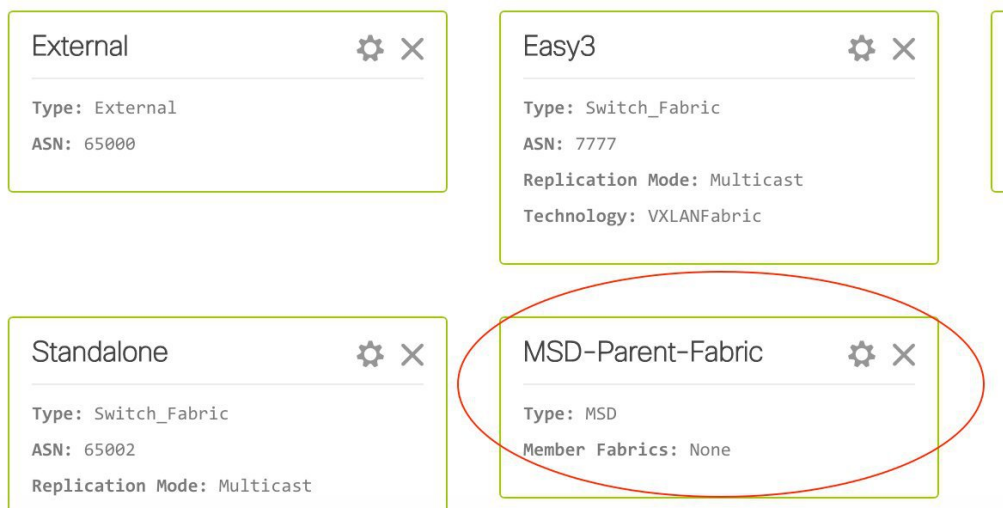 External
Type: External
ASN: 65000
Easy3
Type: Switch_Fabric
ASN: 7777
Replication Mode: Multicast
Technology: VXLANFabric
Standalone
Type: Switch_Fabric
ASN: 65002
Replication Mode: Multicast
MSD-Parent-Fabric
Type: MSD
Member Fabrics: None